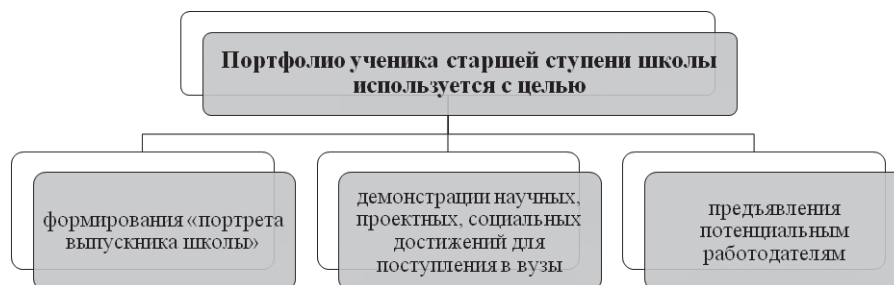 Портфолио ученика старшей ступени школы
используется с целью
формирования «портрета
выпускника школы»
демонстрации научных,
проектных, социальных
достижений для
поступления в вузы
предъявления
потенциальным
работодателям